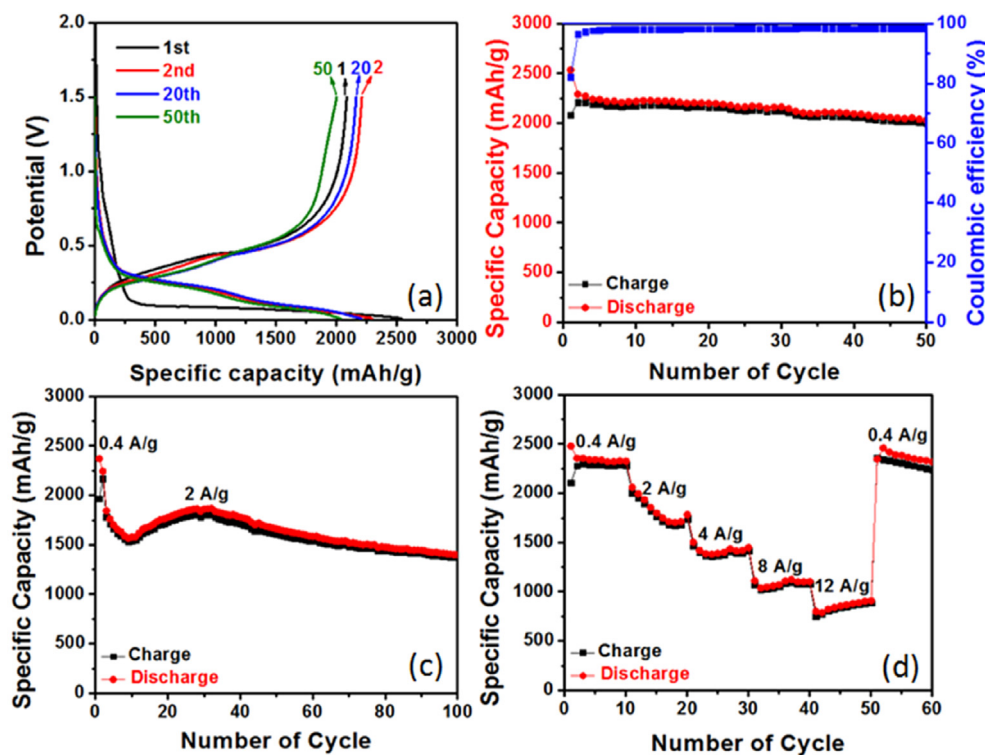 2.0
1.5
1.0
0.5
0.0
Potential (V)
1st
2nd
20th
50th
50 1 20 2
(a)
0 500 1000 1500 2000 2500 3000
Specific capacity (mAh/g)
3000
2500
2000
1500
1000
500
0
Specific Capacity (mAh/g)
100
80
60
40
20
0
Coulombic efficiency (%)
(b)
Charge
Discharge
0 10 20 30 40 50
Number of Cycle
3000
2500
2000
1500
1000
500
0
Specific Capacity (mAh/g)
0.4 A/g
2 A/g
Charge
Discharge
(c)
0 20 40 60 80 100
Number of Cycle
3000
2500
2000
1500
1000
500
0
Specific Capacity (mAh/g)
0.4 A/g
2 A/g
4 A/g
8 A/g
12 A/g
0.4 A/g
Charge
Discharge
(d)
0 10 20 30 40 50 60
Number of Cycle